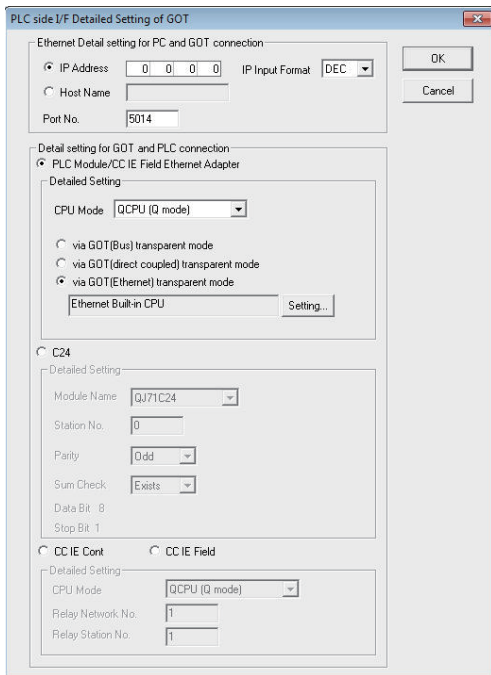 PLC side I/F Detailed Setting of GOT
Ethernet Detail setting for PC and GOT connection
IP Address 0 0 0 0 IP Input Format DEC
Host Name
Port No. 5014
OK
Cancel
Detail setting for GOT and PLC connection
PLC Module/CC IE Field Ethernet Adapter
Detailed Setting
CPU Mode QCPU (Q mode)
via GOT(Bus) transparent mode
via GOT(direct coupled) transparent mode
via GOT(Ethernet) transparent mode
Ethernet Built-in CPU Setting...
C24
Detailed Setting
Module Name QJ71C24
Station No. 0
Parity Odd
Sum Check Exists
Data Bit 8
Stop Bit 1
CC IE Cont CC IE Field
Detailed Setting
CPU Mode QCPU (Q mode)
Relay Network No. 1
Relay Station No. 1